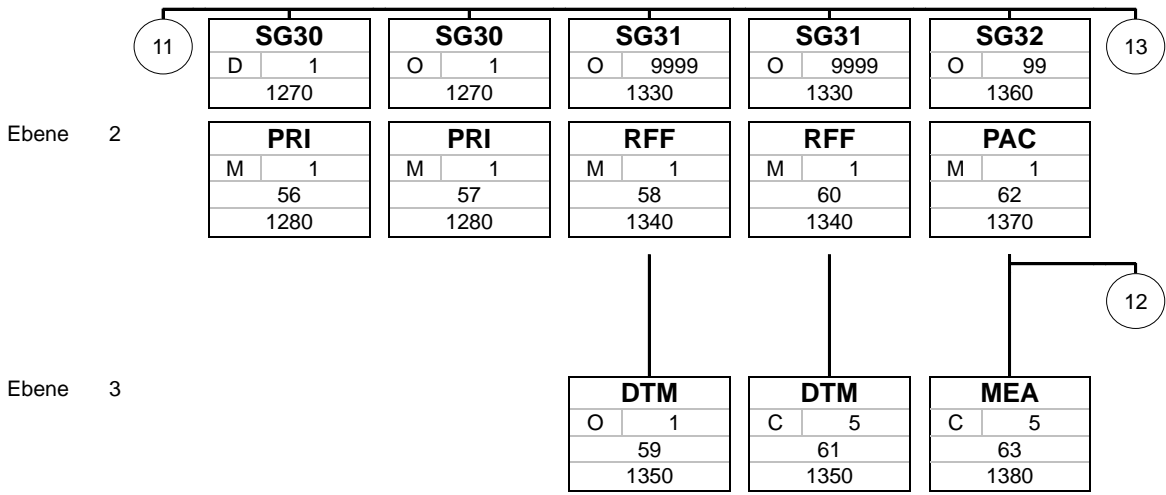 11 SG30 SG30 SG31 SG31 SG32 13
D 1 O 1 O 9999 O 9999 O 99
1270 1270 1330 1330 1360
Ebene 2 PRI PRI RFF RFF PAC
M 1 M 1 M 1 M 1 M 1
56 57 58 60 62
1280 1280 1340 1340 1370
12
Ebene 3 DTM DTM MEA
O 1 C 5 C 5
59 61 63
1350 1350 1380